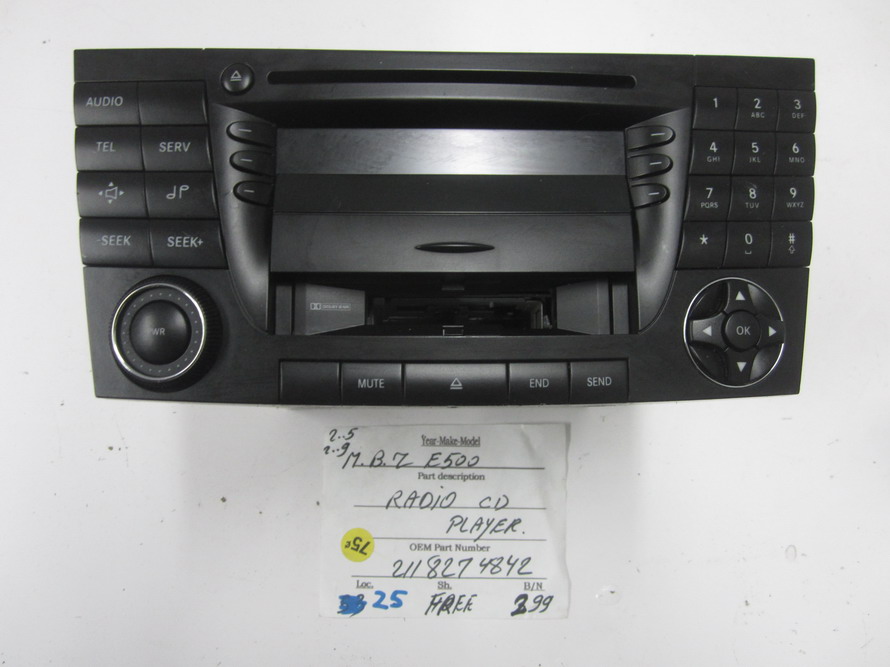 AUDIO
1 2 ABC 3 DEF
TEL SERV
4 GHI 5 JKL 6 MNO
7 PQRS 8 TUV 9 WXYZ
-SEEK SEEK+
* 0 #
PWR
OK
MUTE END SEND
2..5
2..9
Year-Make-Model
M.B.Z E500
Part description
RADIO CD
PLAYER.
75c
OEM Part Number
2118274842
Loc. Sh. B/N
25 FREE 399